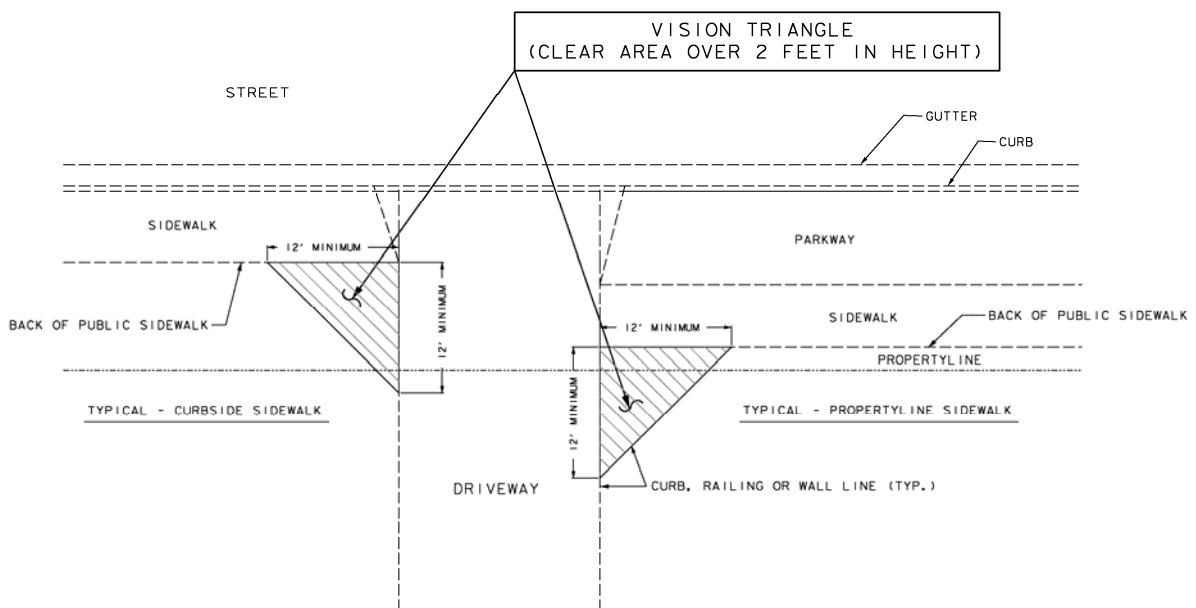 VISION TRIANGLE
(CLEAR AREA OVER 2 FEET IN HEIGHT)
STREET
GUTTER
CURB
SIDEWALK
PARKWAY
12' MINIMUM
12' MINIMUM
BACK OF PUBLIC SIDEWALK
SIDEWALK
BACK OF PUBLIC SIDEWALK
12' MINIMUM
12' MINIMUM
PROPERTYLINE
TYPICAL - CURBSIDE SIDEWALK
TYPICAL - PROPERTYLINE SIDEWALK
DRIVEWAY
CURB, RAILING OR WALL LINE (TYP.)